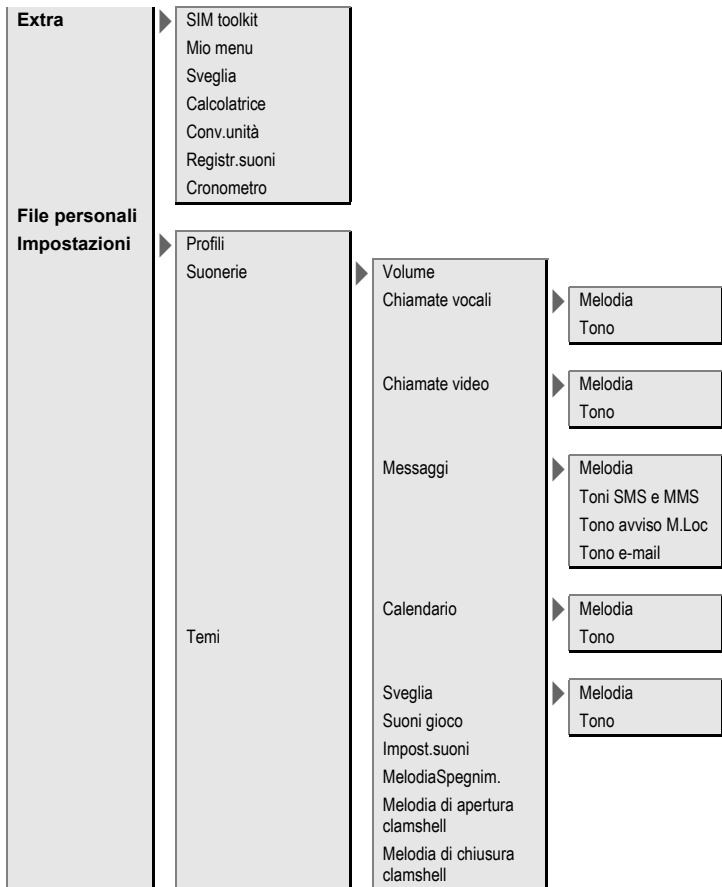 Extra
SIM toolkit
Mio menu
Sveglia
Calcolatrice
Conv.unità
Registr.suoni
Cronometro
File personali
Impostazioni
Profili
Suonerie
Volume
Chiamate vocali
Melodia
Tono
Chiamate video
Melodia
Tono
Messaggi
Melodia
Toni SMS e MMS
Tono avviso M.Loc
Tono e-mail
Calendario
Melodia
Tono
Temi
Sveglia
Melodia
Tono
Suoni gioco
Impost.suoni
MelodiaSpegnim.
Melodia di apertura
clamshell
Melodia di chiusura
clamshell